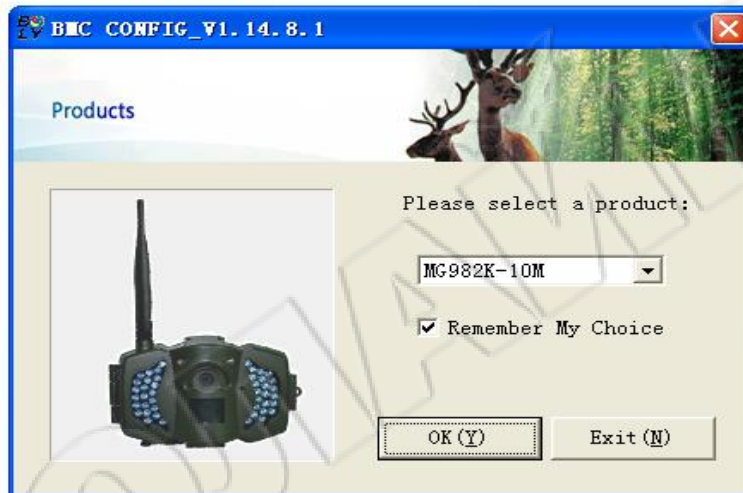 BMC CONFIG_V1.14.8.1
Products
Please select a product:
MG982K-10M
Remember My Choice
OK(Y)
Exit(N)